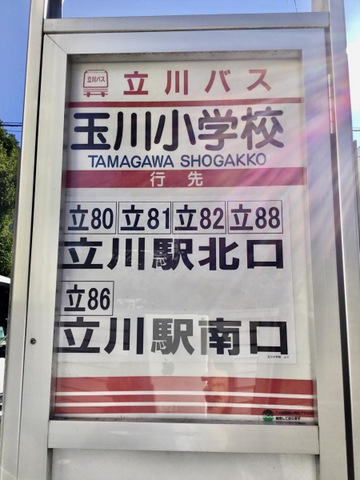 立川バス
立川バス
玉川小学校
TAMAGAWA SHOGAKKO
行先
立80 立81 立82 立88
立川駅北口
立86
立川駅南口